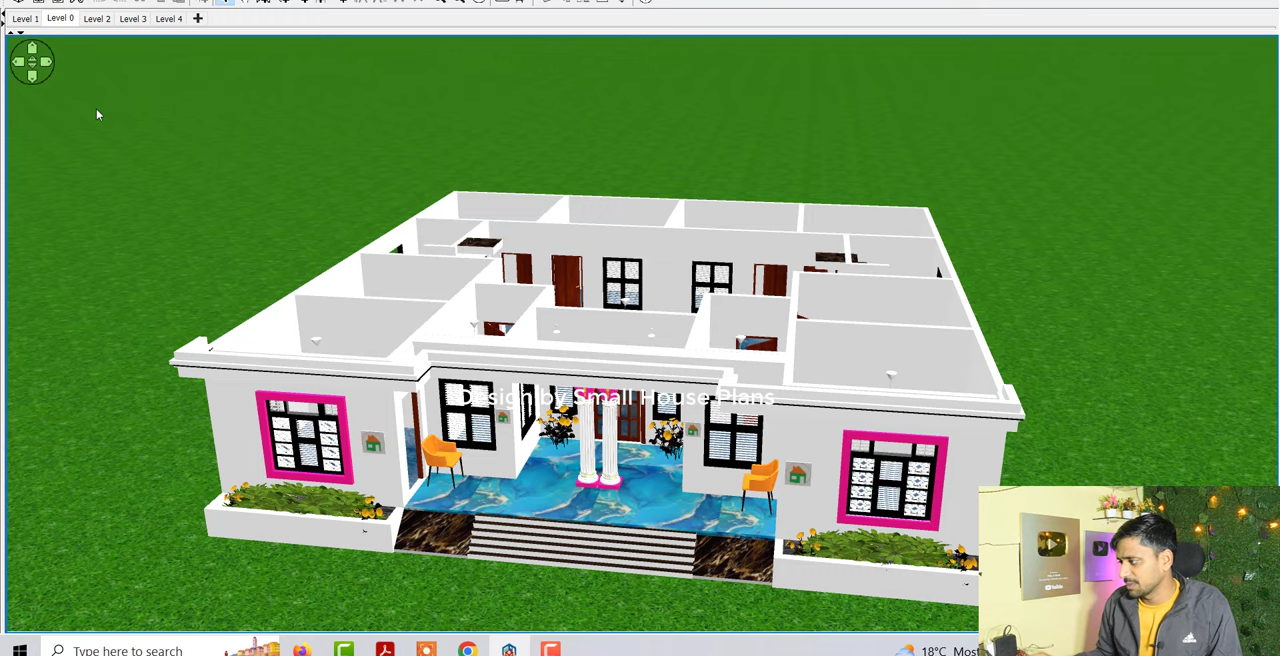 Level 1 Level 0 Level 2 Level 3 Level 4
Design by Small House Plans
Type here to search
18°C Most